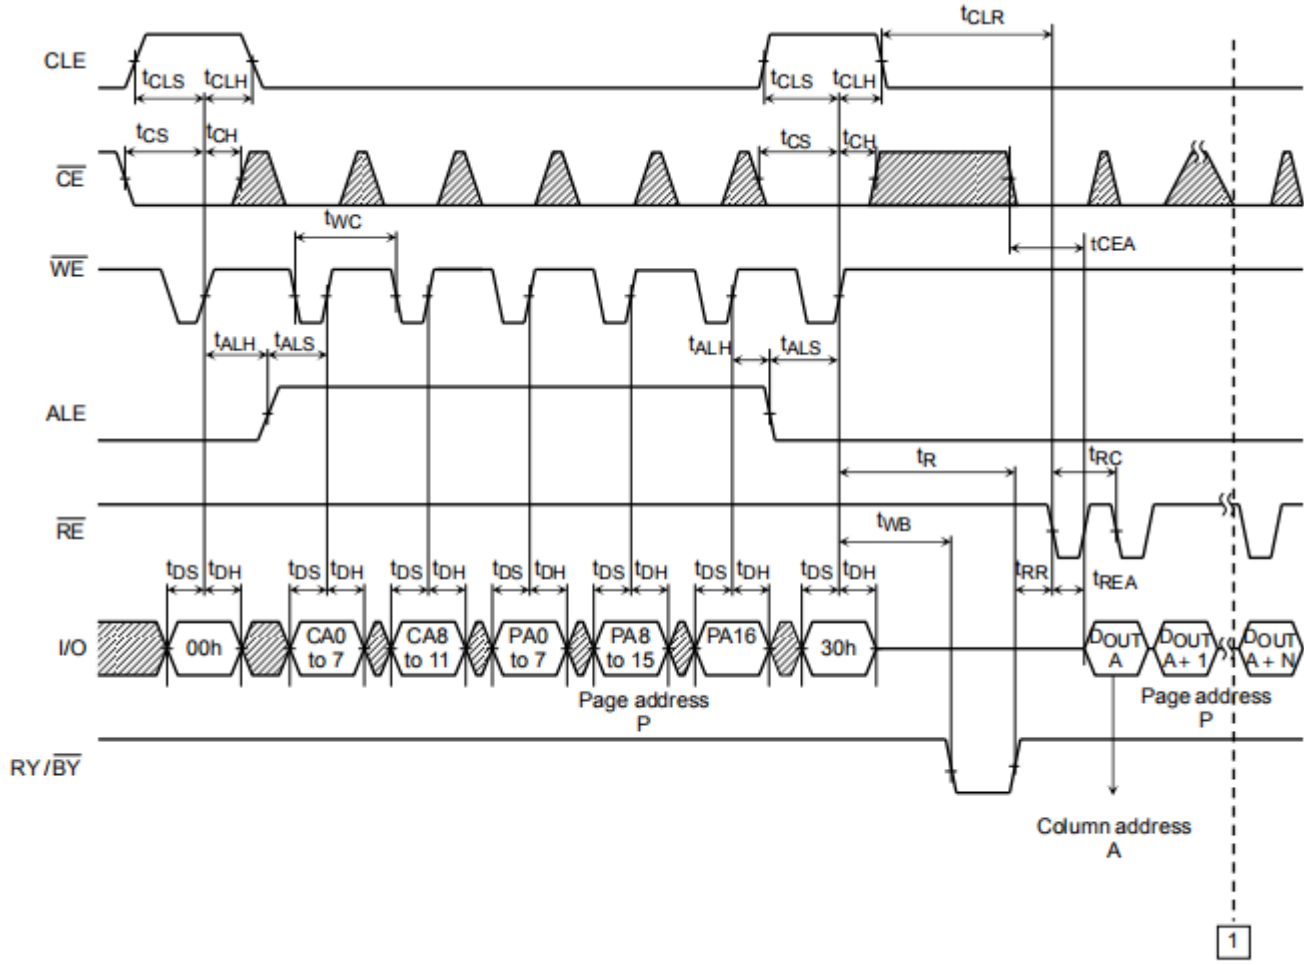 tCLR
CLE
tCLS tCLH tCLS tCLH
tCS tCH tCS tCH
CE
tWC
tCEA
WE
tALH tALS tALH tALS
ALE
tR tRC
RE
tWB
tDS tDH tDS tDH tDS tDH tDS tDH tDS tDH tDS tDH tDS tDH tRR tREA
I/O
00h
CA0
to 7
CA8
to 11
PA0
to 7
PA8
to 15
PA16
30h
DOUT
A
DOUT
A + 1
DOUT
A + N
Page address
P
Page address
P
RY/BY
Column address
A
1